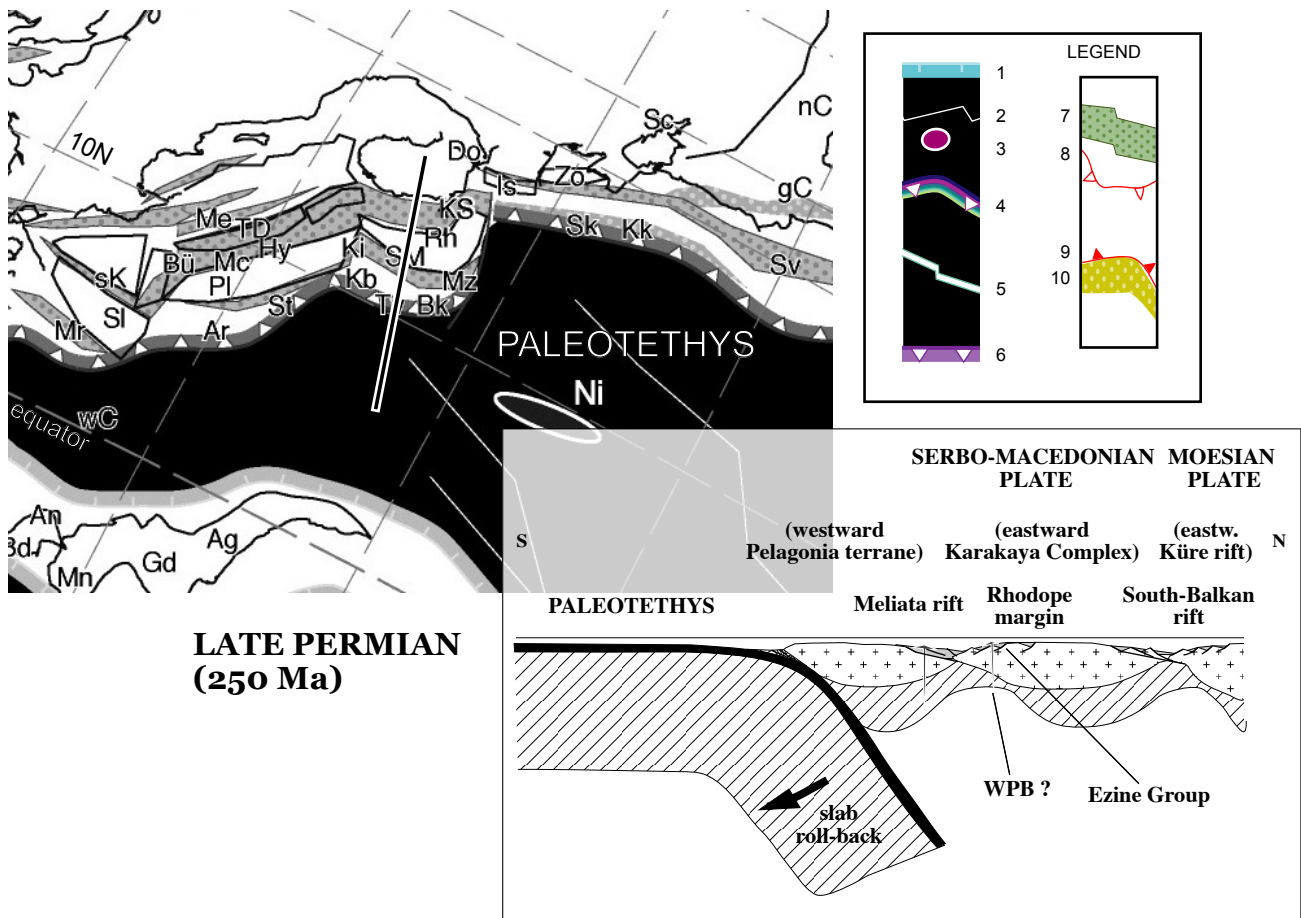 10N
Sc
nC
Do
Is
Zo
gC
Me
TD
KS
Hy
Ki
SM
Rh
Sk
Kk
Bü
Mc
sK
Pl
Kb
Mz
Sv
St
Bk
Sl
Mr
Ar
PALEOTETHYS
Ni
equator
wC
An
Bd
Mn
Gd
Ag
LEGEND
1
2
3
4
5
6
7
8
9
10
LATE PERMIAN
(250 Ma)
SERBO-MACEDONIAN
PLATE
MOESIAN
PLATE
S
(westward
Pelagonia terrane)
(eastward
Karakaya Complex)
(eastw.
Küre rift)
N
PALEOTETHYS
Meliata rift
Rhodope
margin
South-Balkan
rift
WPB ?
Ezine Group
slab
roll-back